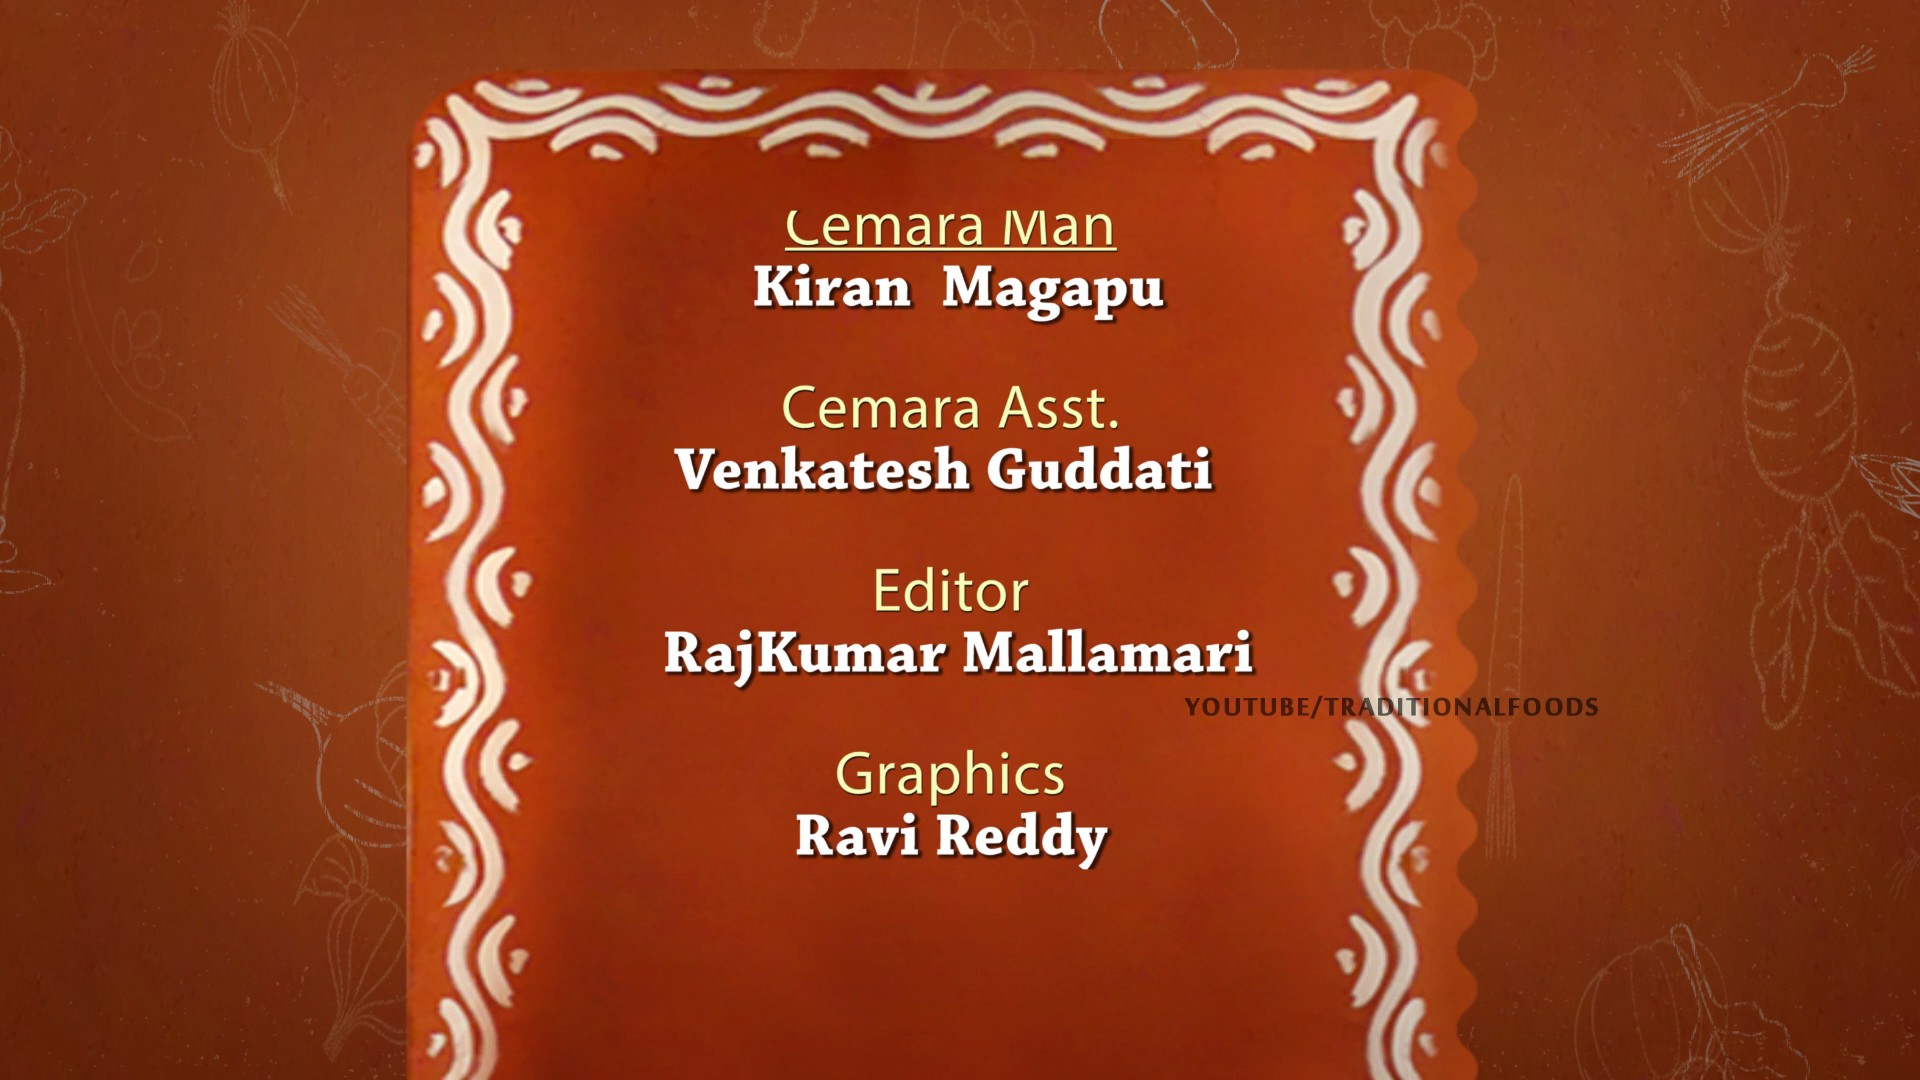 Cemara Man
Kiran Magapu
Cemara Asst.
Venkatesh Guddati
Editor
RajKumar Mallamari
YOUTUBE/TRADITIONALFOODS
Graphics
Ravi Reddy